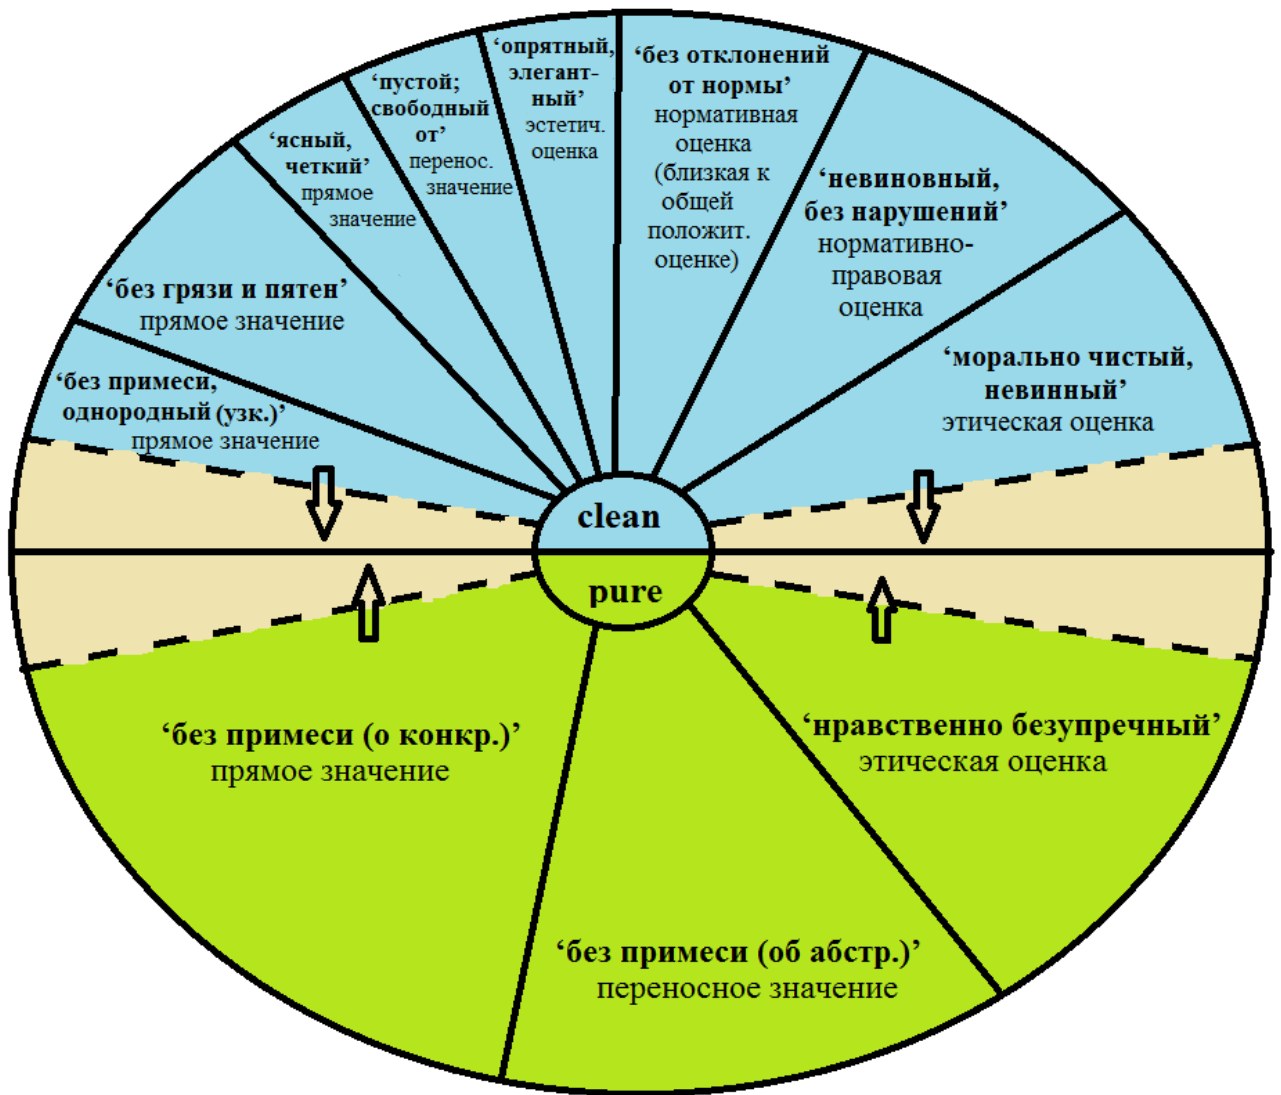 ‘без примеси,
однородный (узк.)’
прямое значение
‘без грязи и пятен’
прямое значение
‘ясный,
четкий’
прямое
значение
‘пустой;
свободный
от’
перенос.
значение
‘опрятный,
элегант-
ный’
эстетич.
оценка
‘без отклонений
от нормы’
нормативная
оценка
(близкая к
общей
положит.
оценке)
‘невиновный,
без нарушений’
нормативно-
правовая
оценка
‘морально чистый,
невинный’
этическая оценка
clean
pure
‘без примеси (о конкр.)’
прямое значение
‘без примеси (об абстр.)’
переносное значение
‘нравственно безупречный’
этическая оценка